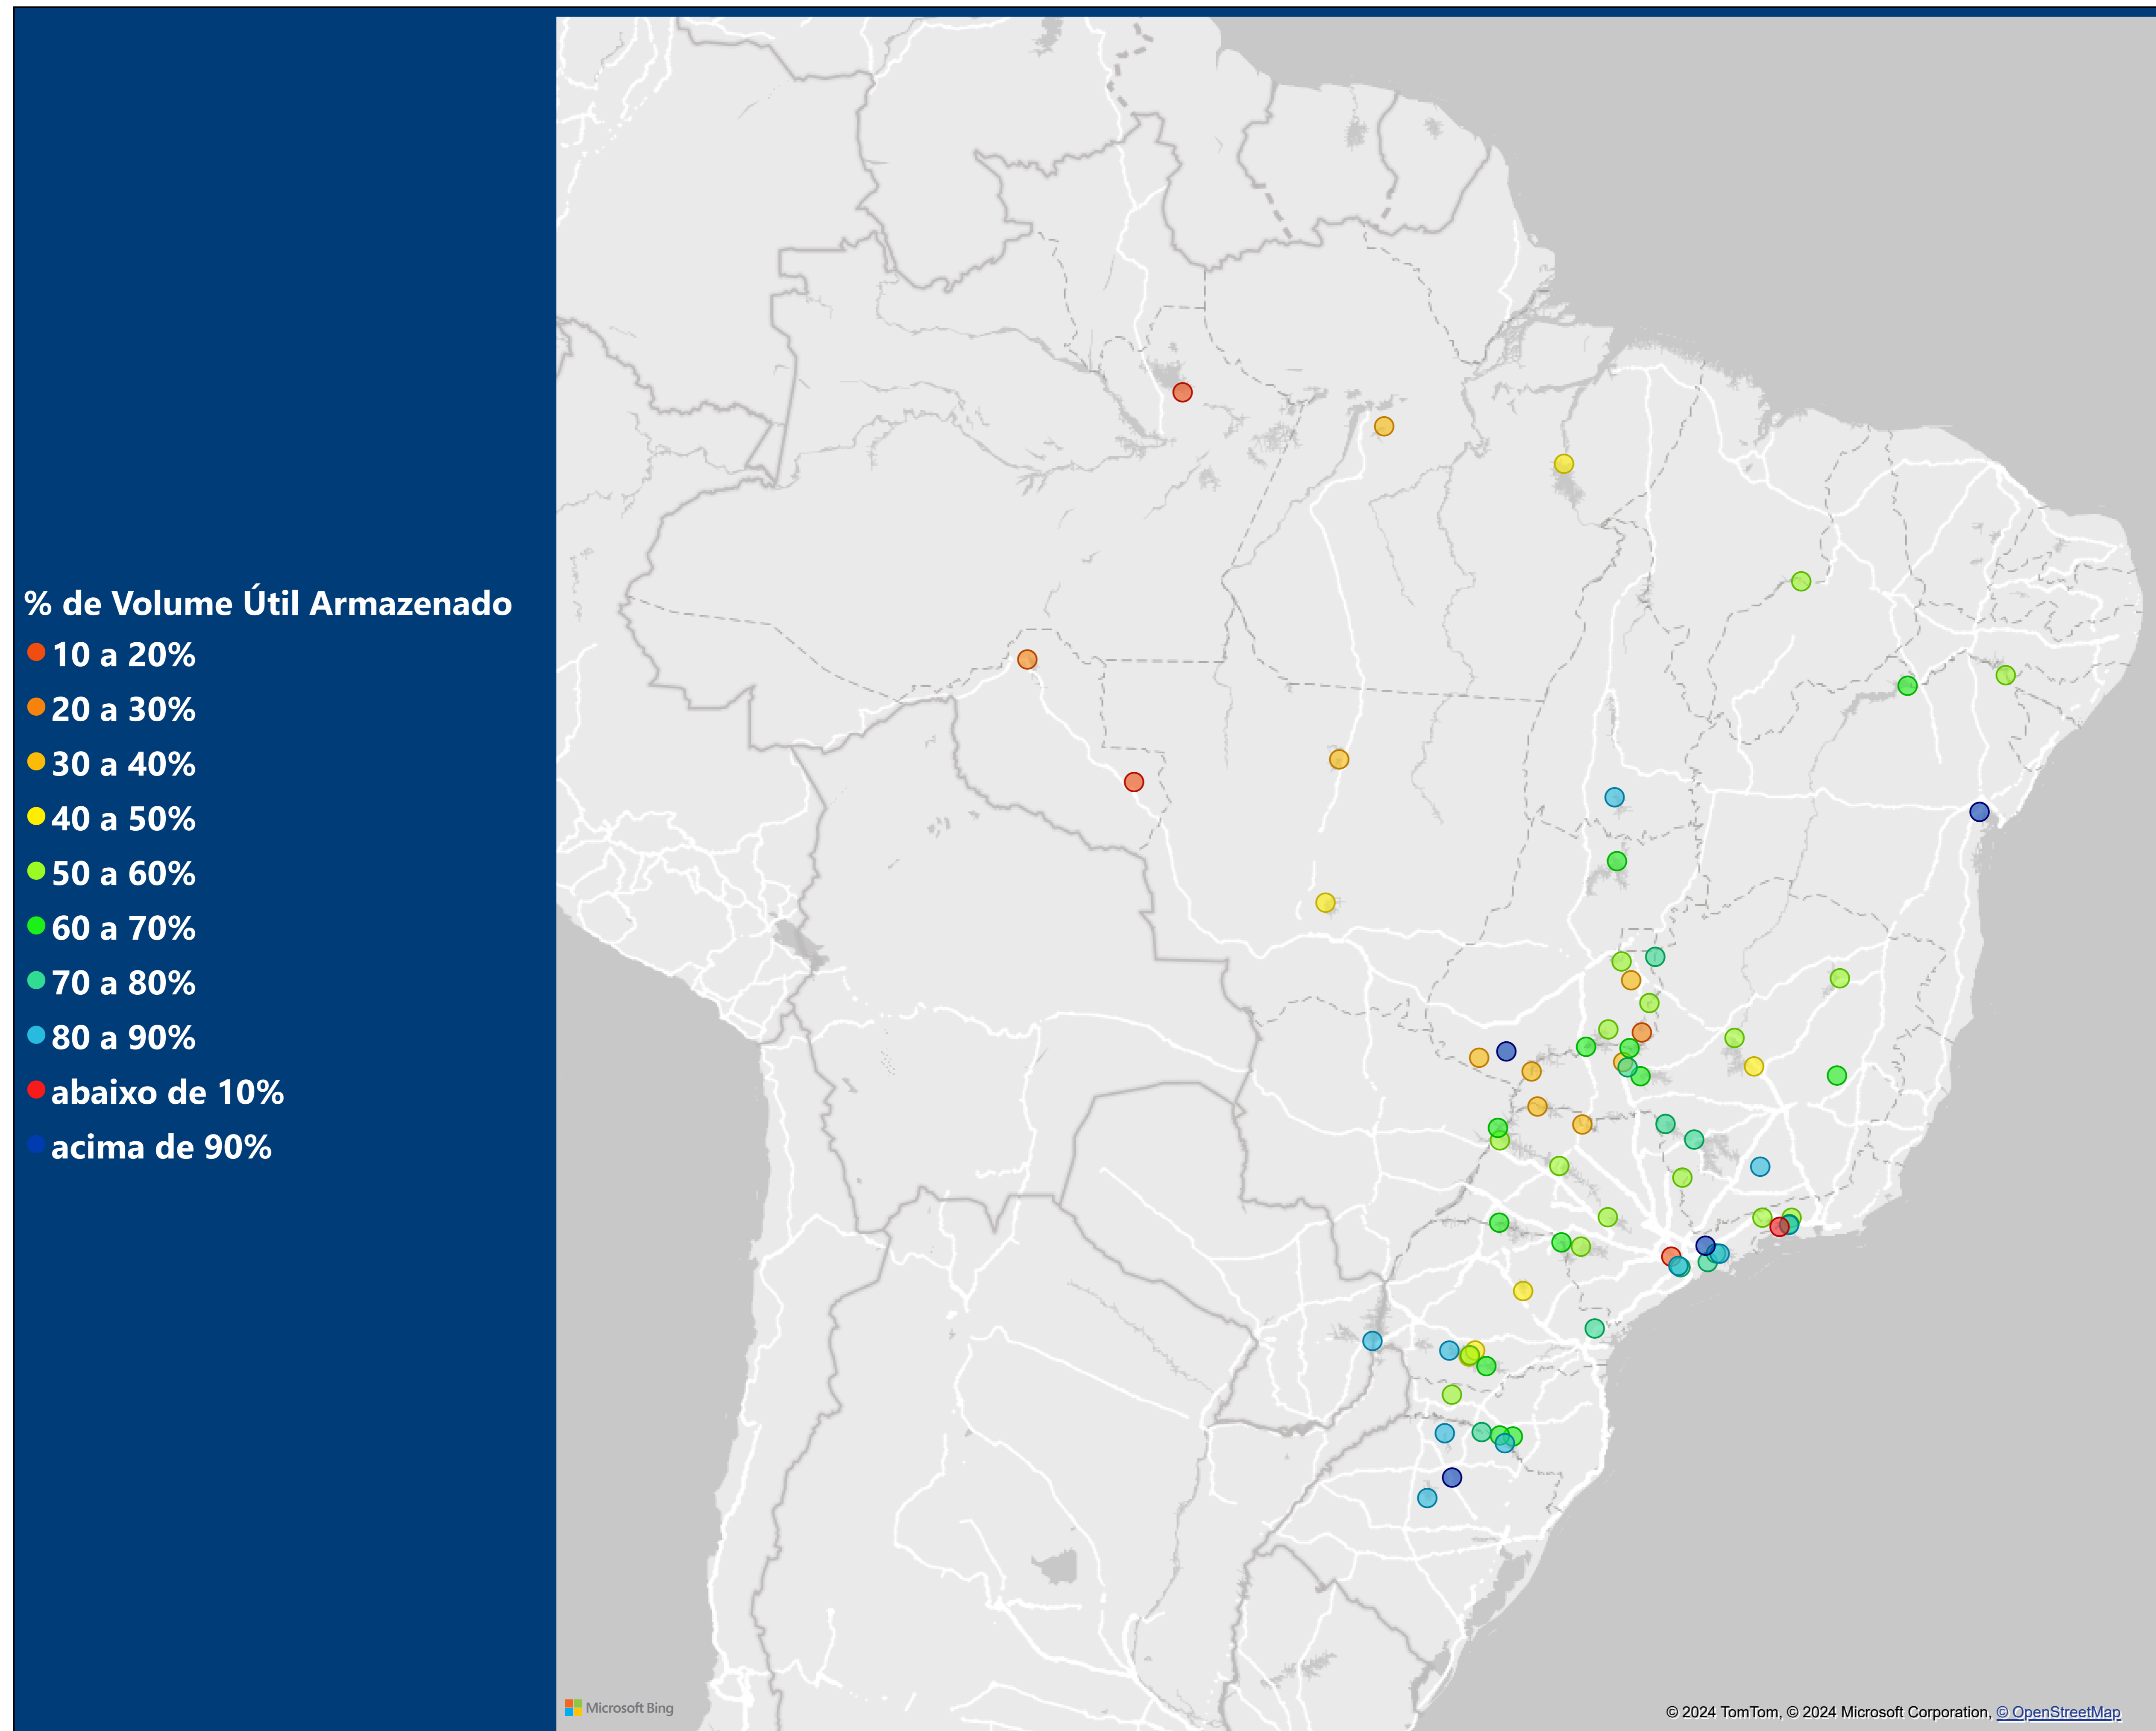 % de Volume Útil Armazenado
10 a 20%
20 a 30%
30 a 40%
40 a 50%
50 a 60%
60 a 70%
70 a 80%
80 a 90%
abaixo de 10%
acima de 90%
Microsoft Bing
© 2024 TomTom, © 2024 Microsoft Corporation, © OpenStreetMap